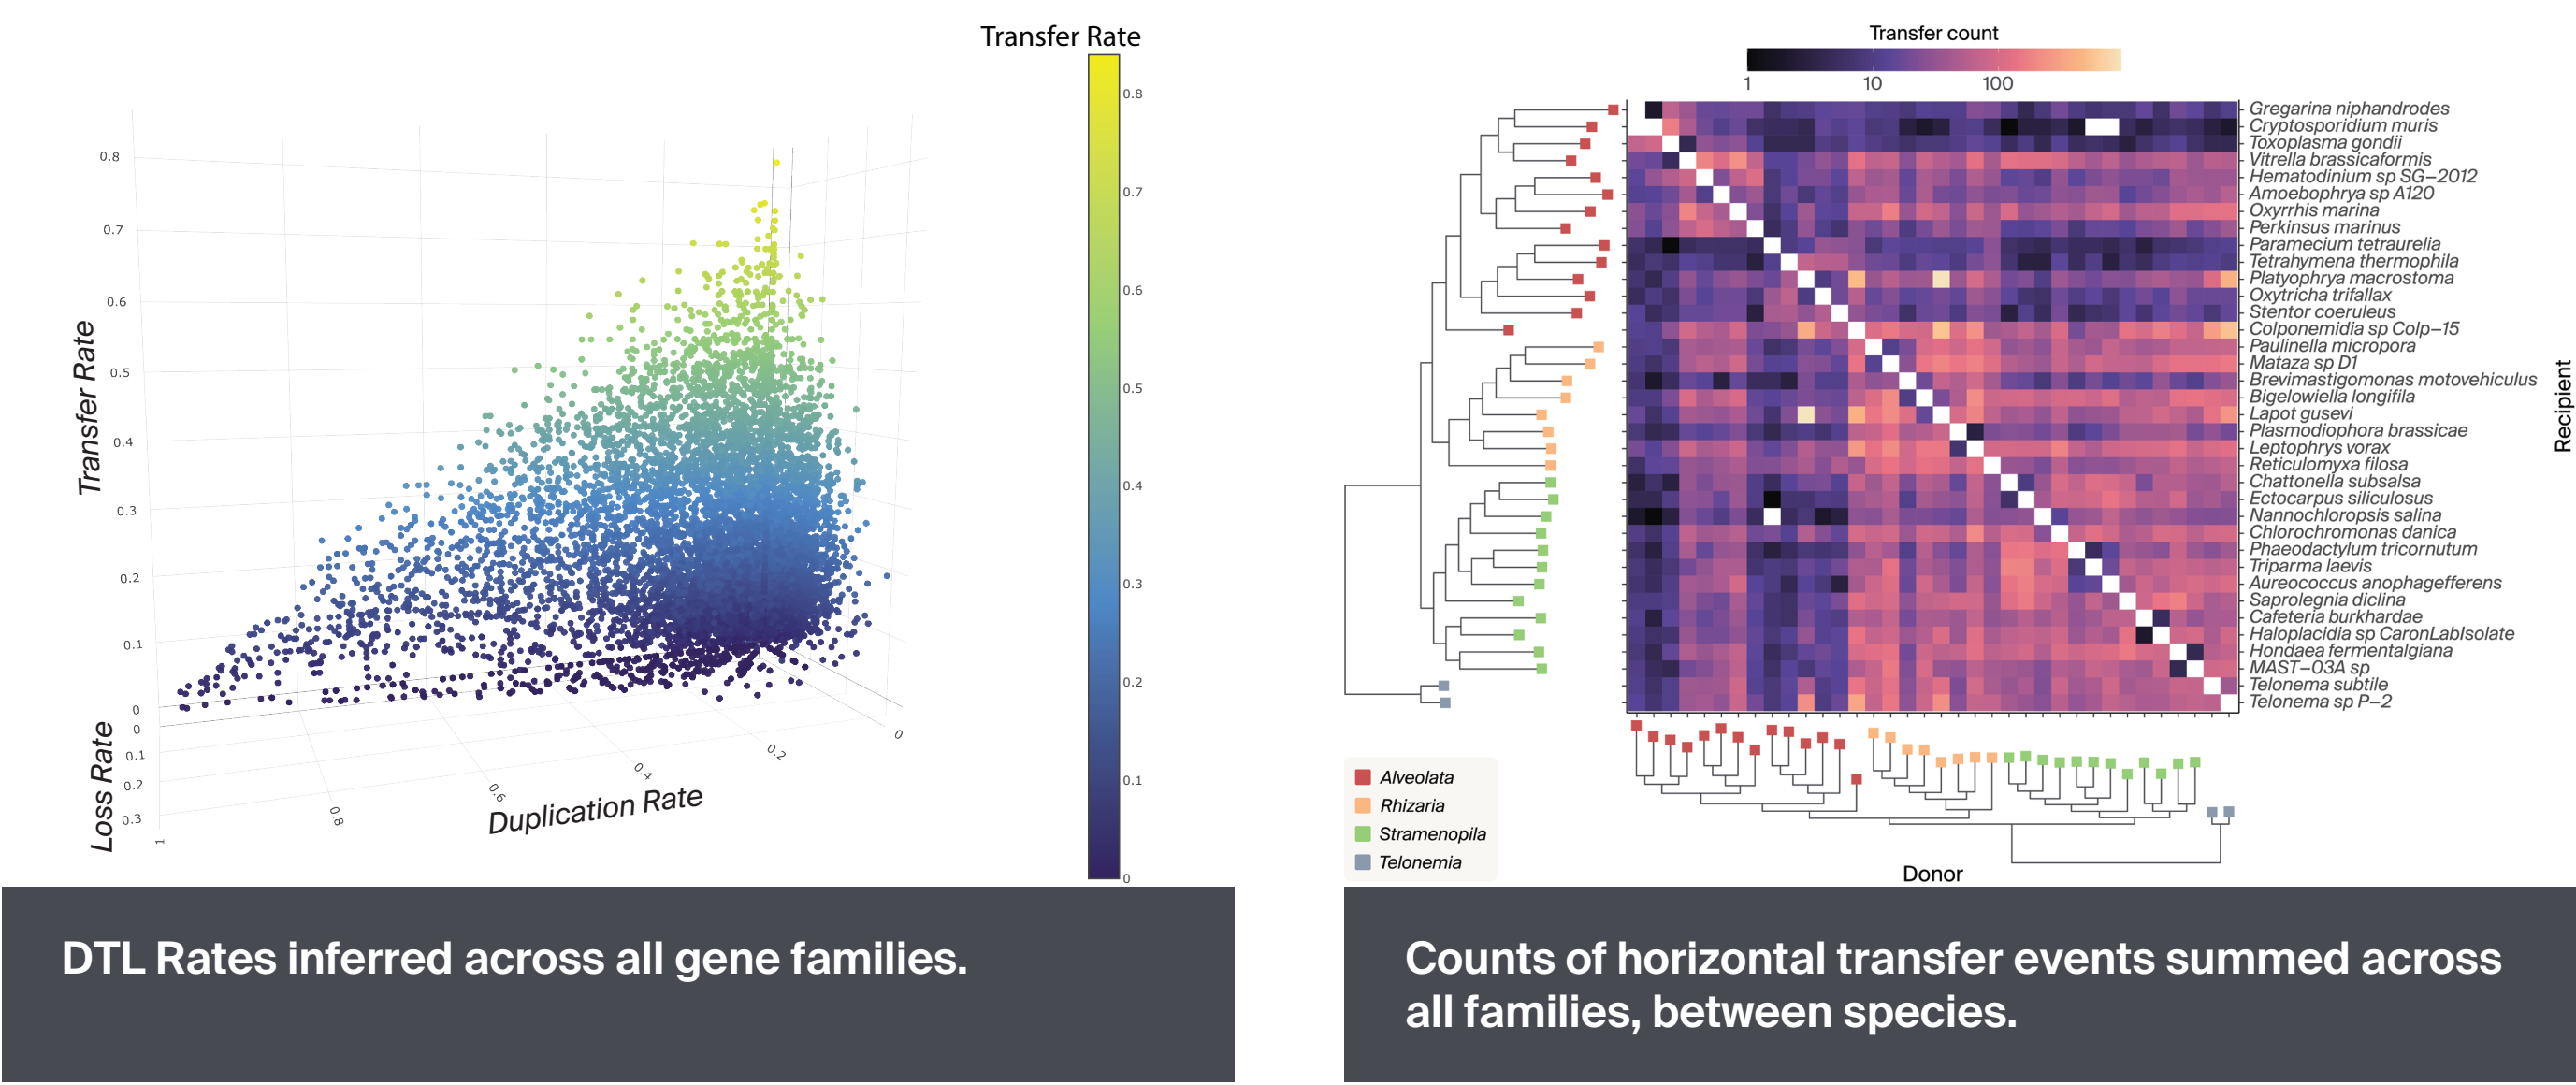 Transfer Rate
0.8
0.7
0.6
0.5
0.4
0.3
0.2
0.1
0
Transfer Rate
0.8
0.7
0.6
0.5
0.4
0.3
0.2
0.1
0
Loss Rate
0
0.1
0.2
0.3
1
0.8
0.6
0.4
0.2
0
Duplication Rate
DTL Rates inferred across all gene families.
Transfer count
1 10 100
Gregarina niphandrodes
Cryptosporidium muris
Toxoplasma gondii
Vitrella brassicaformis
Hematodinium sp SG–2012
Amoebophrya sp A120
Oxyrrhis marina
Perkinsus marinus
Paramecium tetraurelia
Tetrahymena thermophila
Platyophrya macrostoma
Oxytricha trifallax
Stentor coeruleus
Colponemidia sp Colp–15
Paulinella micropora
Mataza sp D1
Brevimastigomonas motovehiculus
Bigelowiella longifila
Lapot gusevi
Plasmodiophora brassicae
Leptophrys vorax
Reticulomyxa filosa
Chattonella subsalsa
Ectocarpus siliculosus
Nannochloropsis salina
Chlorochromonas danica
Phaeodactylum tricornutum
Triparma laevis
Aureococcus anophagefferens
Saprolegnia diclina
Cafeteria burkhardae
Haloplacidia sp CaronLabIsolate
Hondaea fermentalgiana
MAST–03A sp
Telonema subtile
Telonema sp P–2
Recipient
Alveolata
Rhizaria
Stramenopila
Telonemia
Donor
Counts of horizontal transfer events summed across
all families, between species.